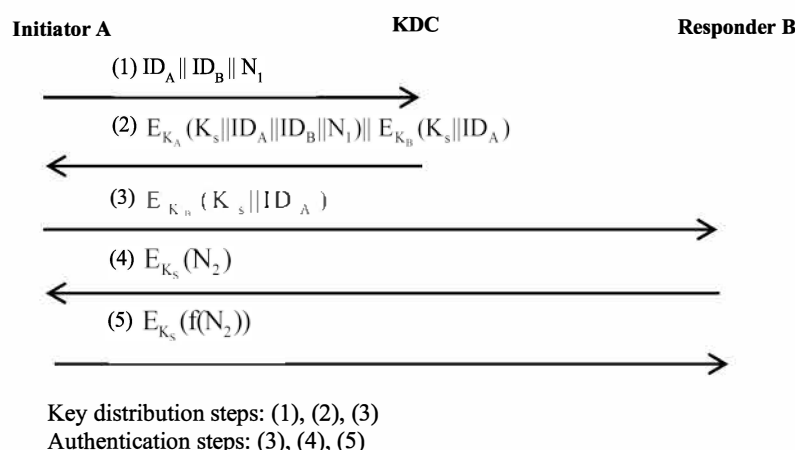 Initiator A KDC Responder B
(1) ID_A || ID_B || N_1
(2) E_{K_A}(K_s||ID_A||ID_B||N_1)|| E_{K_B}(K_s||ID_A)
(3) E_{K_B}(K_s||ID_A)
(4) E_{K_S}(N_2)
(5) E_{K_S}(f(N_2))
Key distribution steps: (1), (2), (3)
Authentication steps: (3), (4), (5)